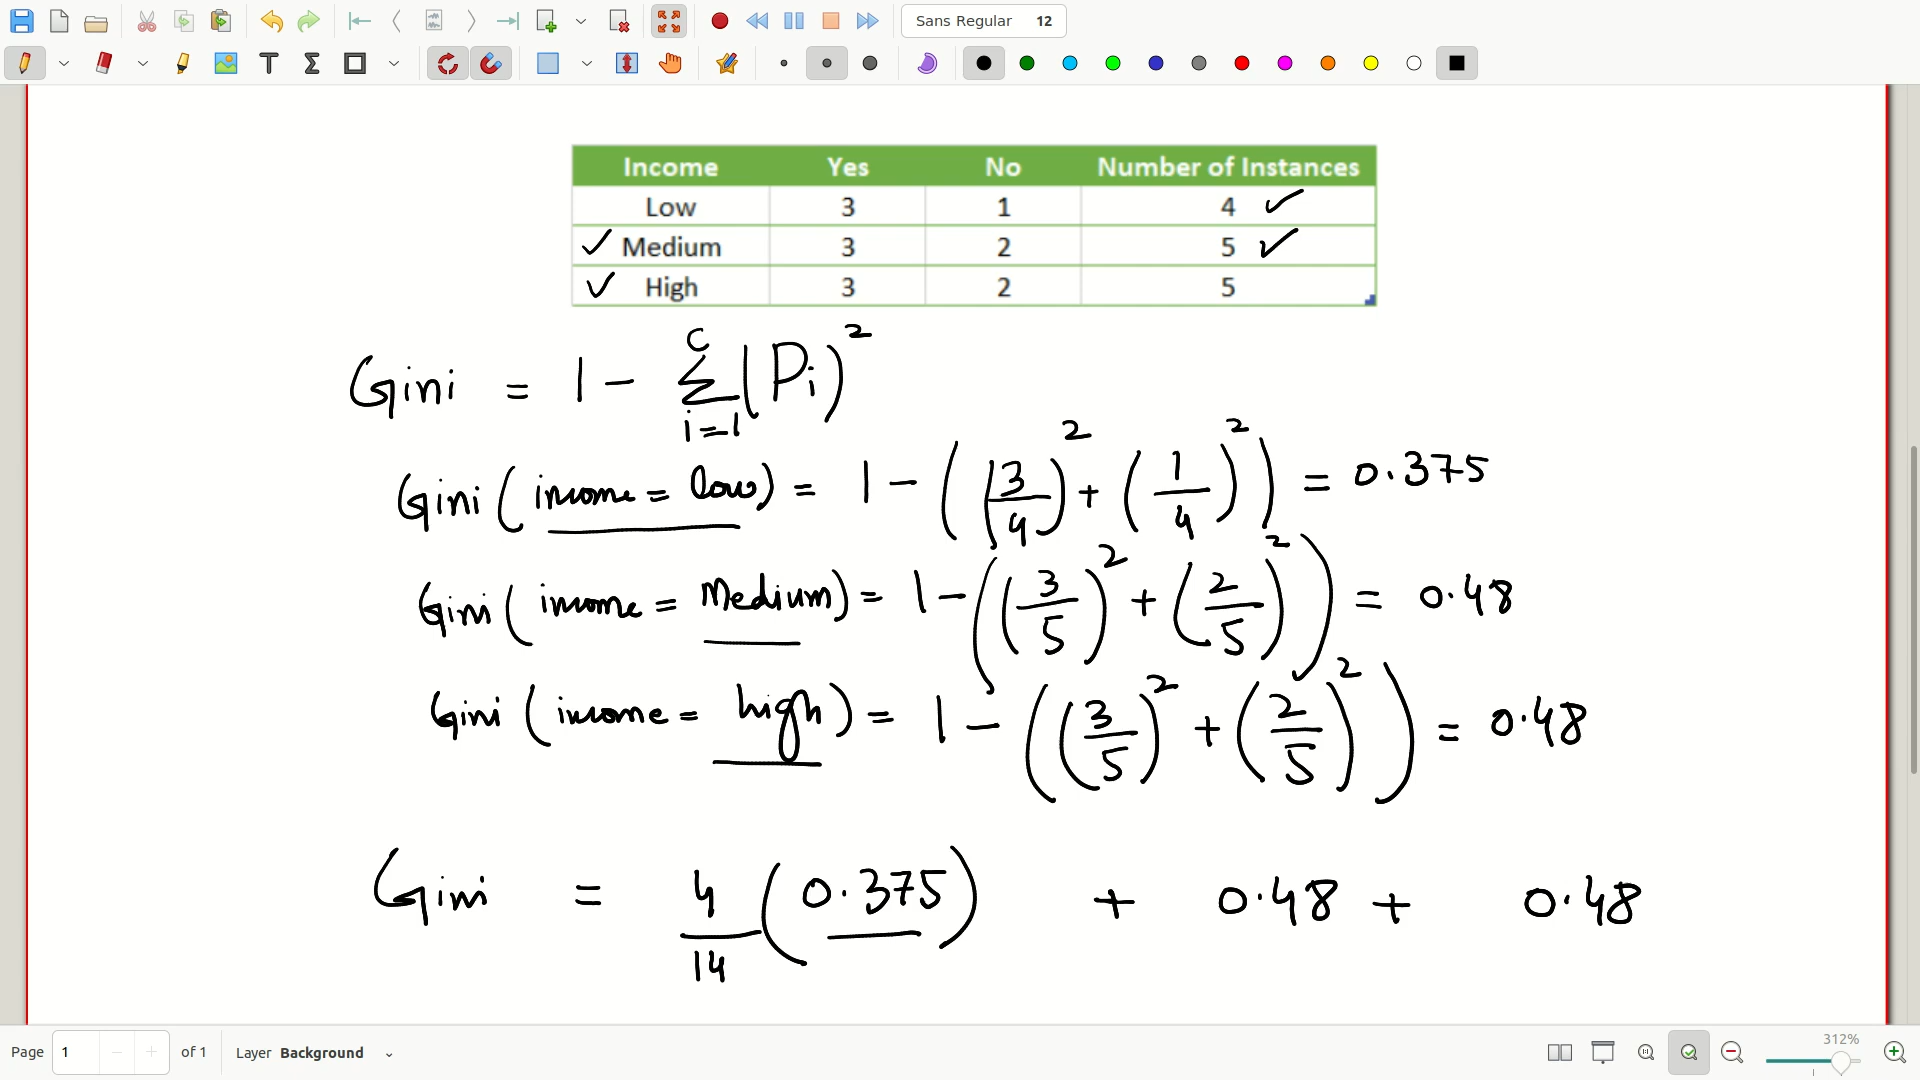 Sans Regular 12
Income Yes No Number of Instances
Low 3 1 4 ✓
✓ Medium 3 2 5 ✓
✓ High 3 2 5
Gini = 1 - Σ_{i=1}^{C} (Pi)^2
Gini (income = low) = 1 - ((3/4)^2 + (1/4)^2) = 0.375
Gini (income = Medium) = 1 - ((3/5)^2 + (2/5)^2) = 0.48
Gini (income = high) = 1 - ((3/5)^2 + (2/5)^2) = 0.48
Gini = 4/14 (0.375) + 0.48 + 0.48
Page 1 of 1 Layer Background 312%